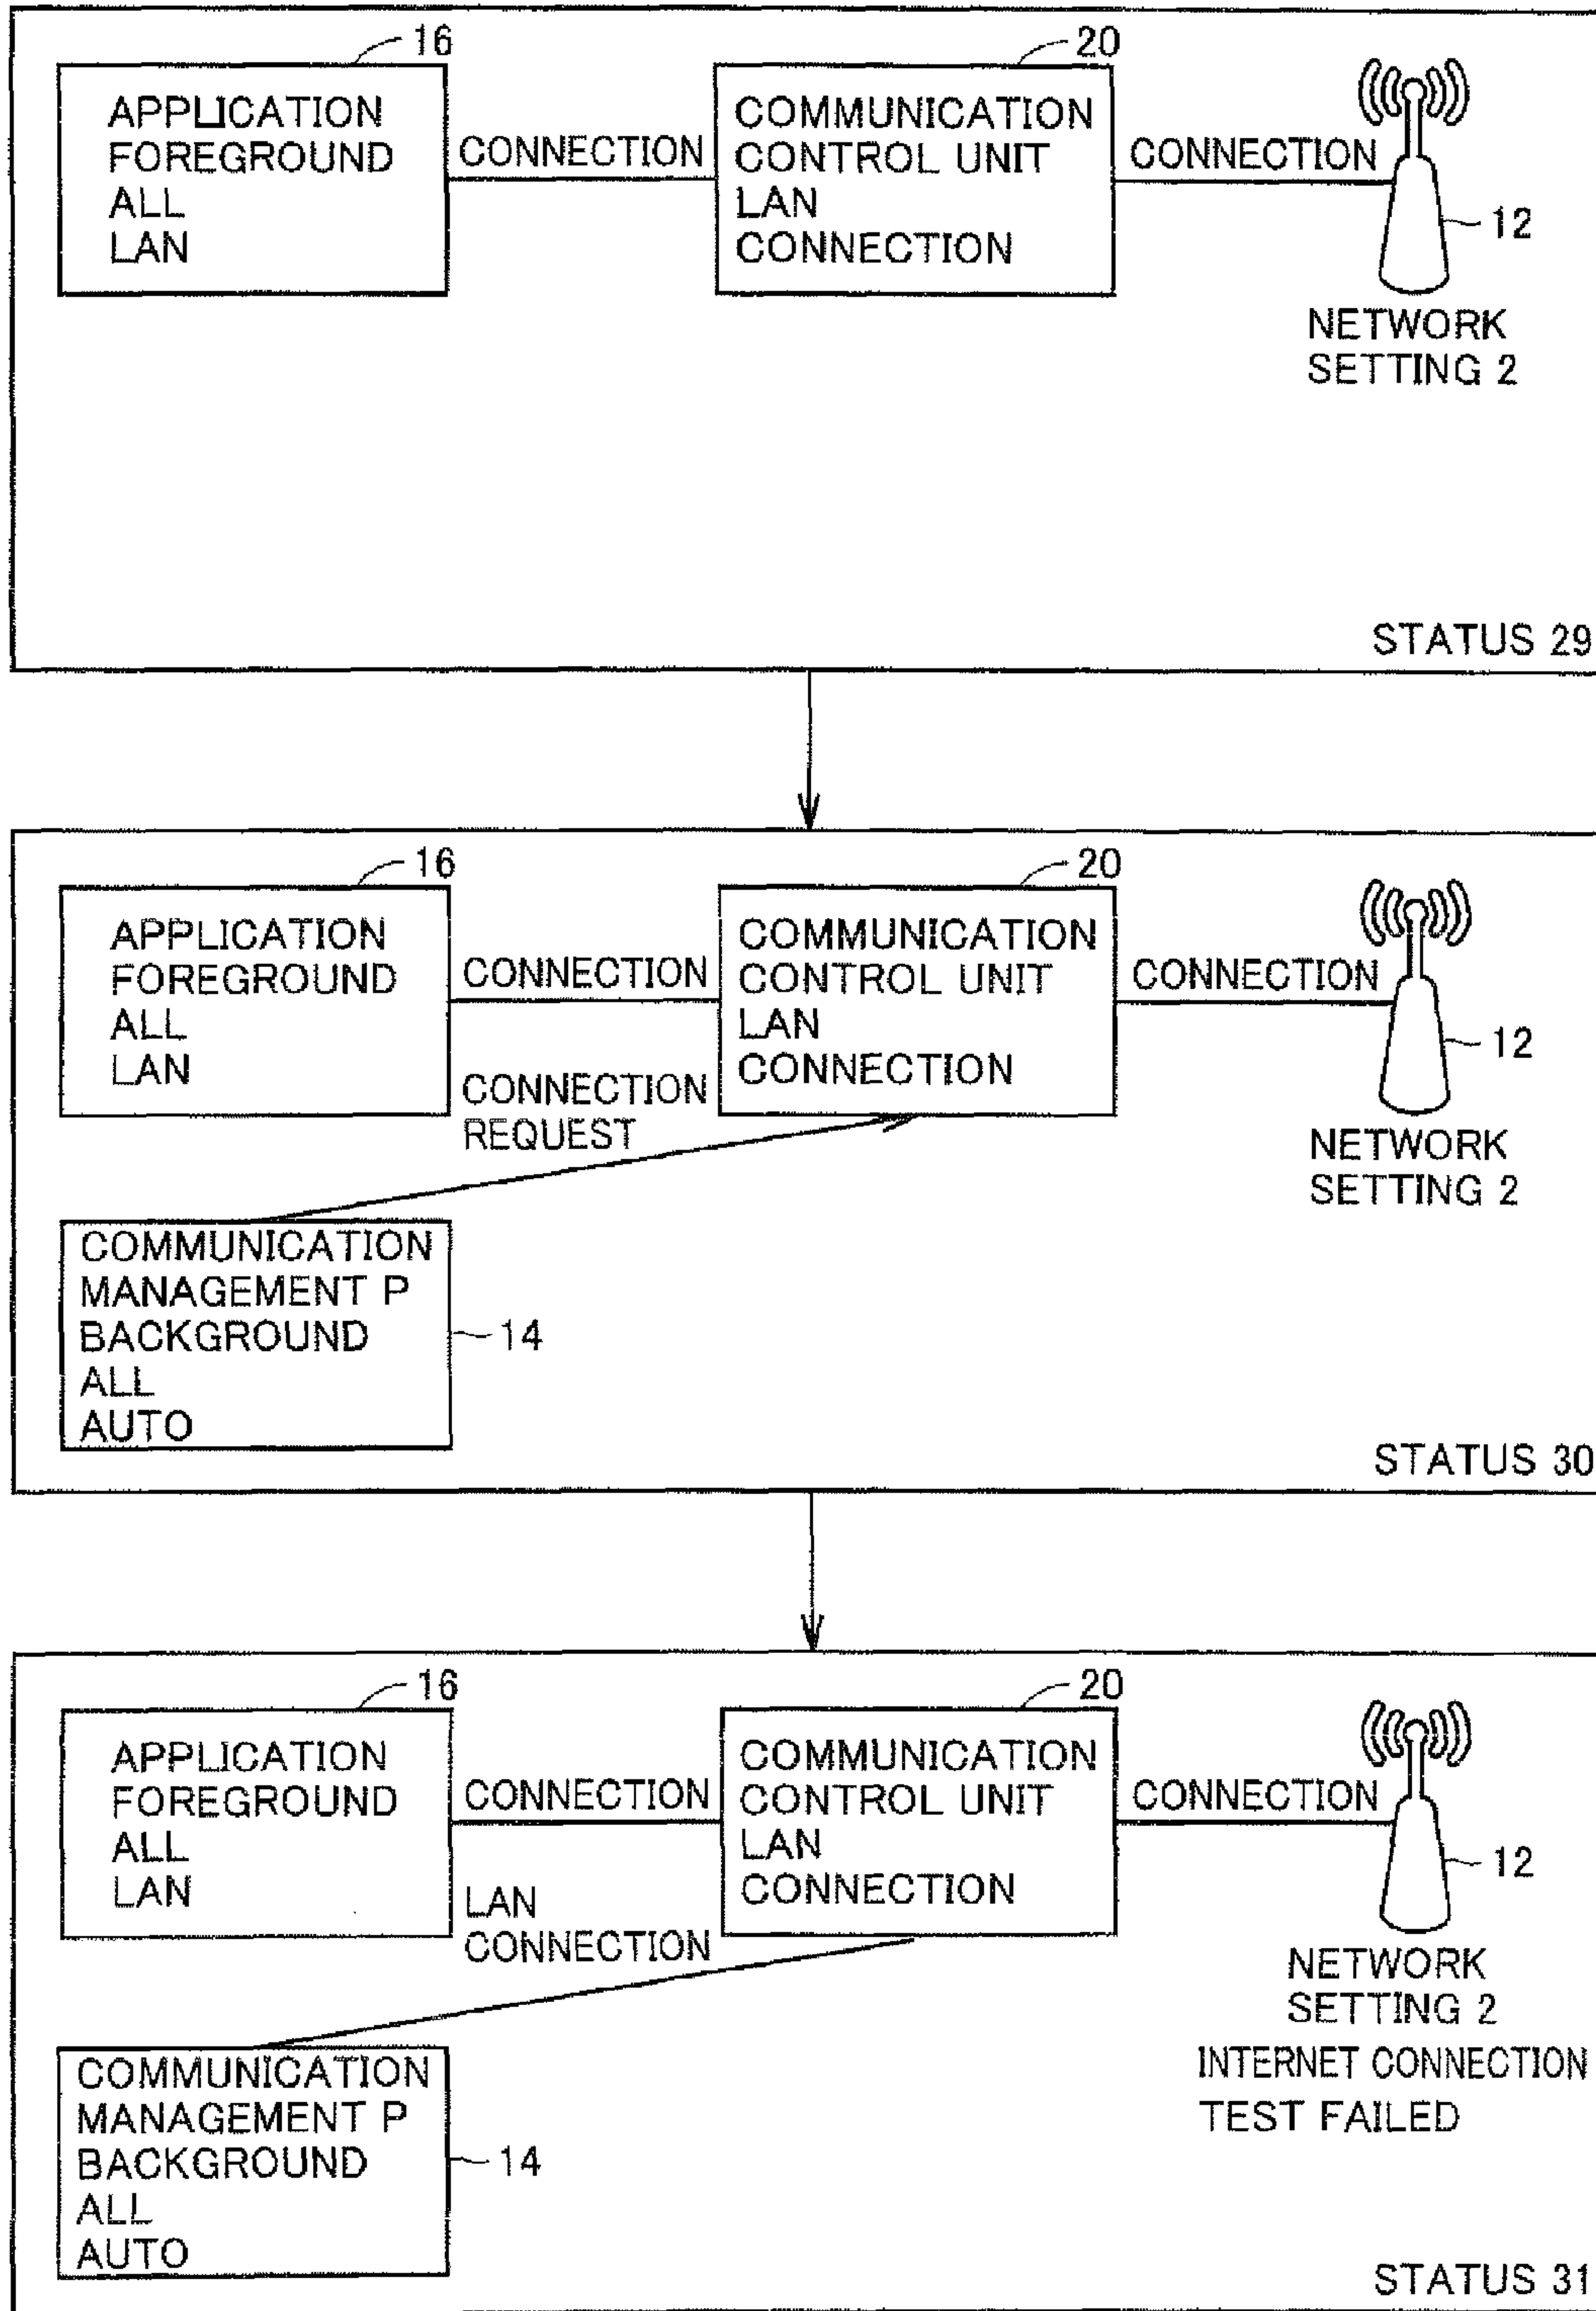 16
20
APPLICATION
FOREGROUND
ALL
LAN
CONNECTION
COMMUNICATION
CONTROL UNIT
LAN
CONNECTION
CONNECTION
12
NETWORK
SETTING 2
STATUS 29
16
20
APPLICATION
FOREGROUND
ALL
LAN
CONNECTION
CONNECTION
REQUEST
COMMUNICATION
CONTROL UNIT
LAN
CONNECTION
CONNECTION
12
NETWORK
SETTING 2
COMMUNICATION
MANAGEMENT P
BACKGROUND
ALL
AUTO
14
STATUS 30
16
20
APPLICATION
FOREGROUND
ALL
LAN
CONNECTION
LAN
CONNECTION
COMMUNICATION
CONTROL UNIT
LAN
CONNECTION
CONNECTION
12
NETWORK
SETTING 2
INTERNET CONNECTION
TEST FAILED
COMMUNICATION
MANAGEMENT P
BACKGROUND
ALL
AUTO
14
STATUS 31